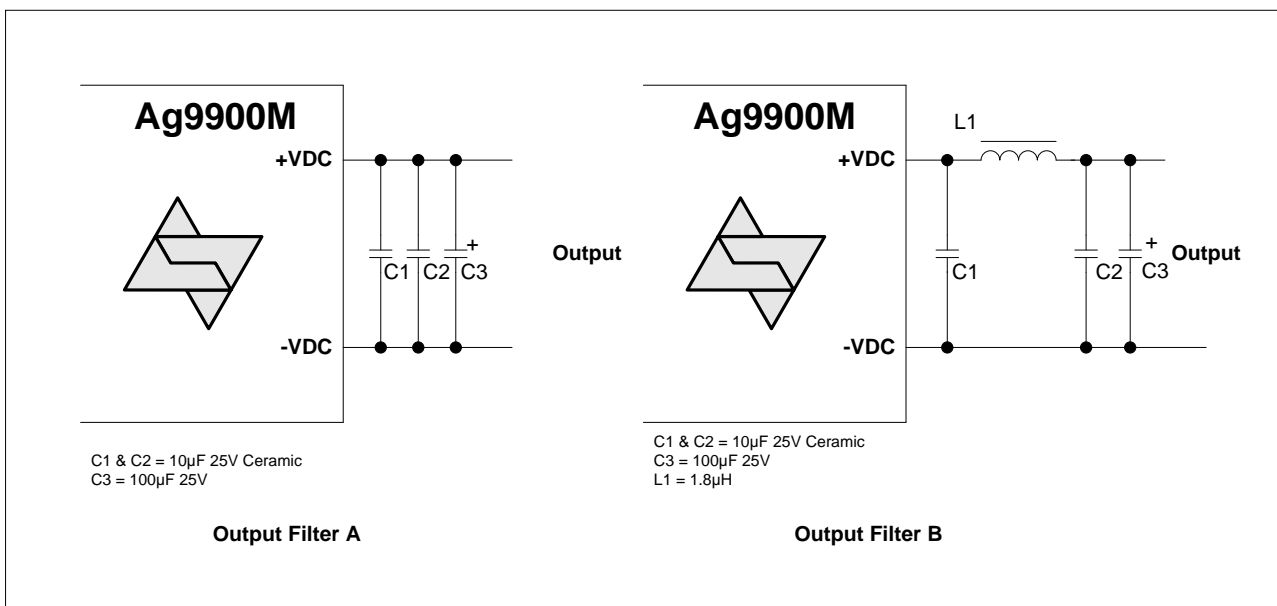 Ag9900M
+VDC
C1
C2
C3
+
Output
-VDC
C1 & C2 = 10µF 25V Ceramic
C3 = 100µF 25V
Output Filter A
Ag9900M
L1
+VDC
C1
C2
C3
+
Output
-VDC
C1 & C2 = 10µF 25V Ceramic
C3 = 100µF 25V
L1 = 1.8µH
Output Filter B